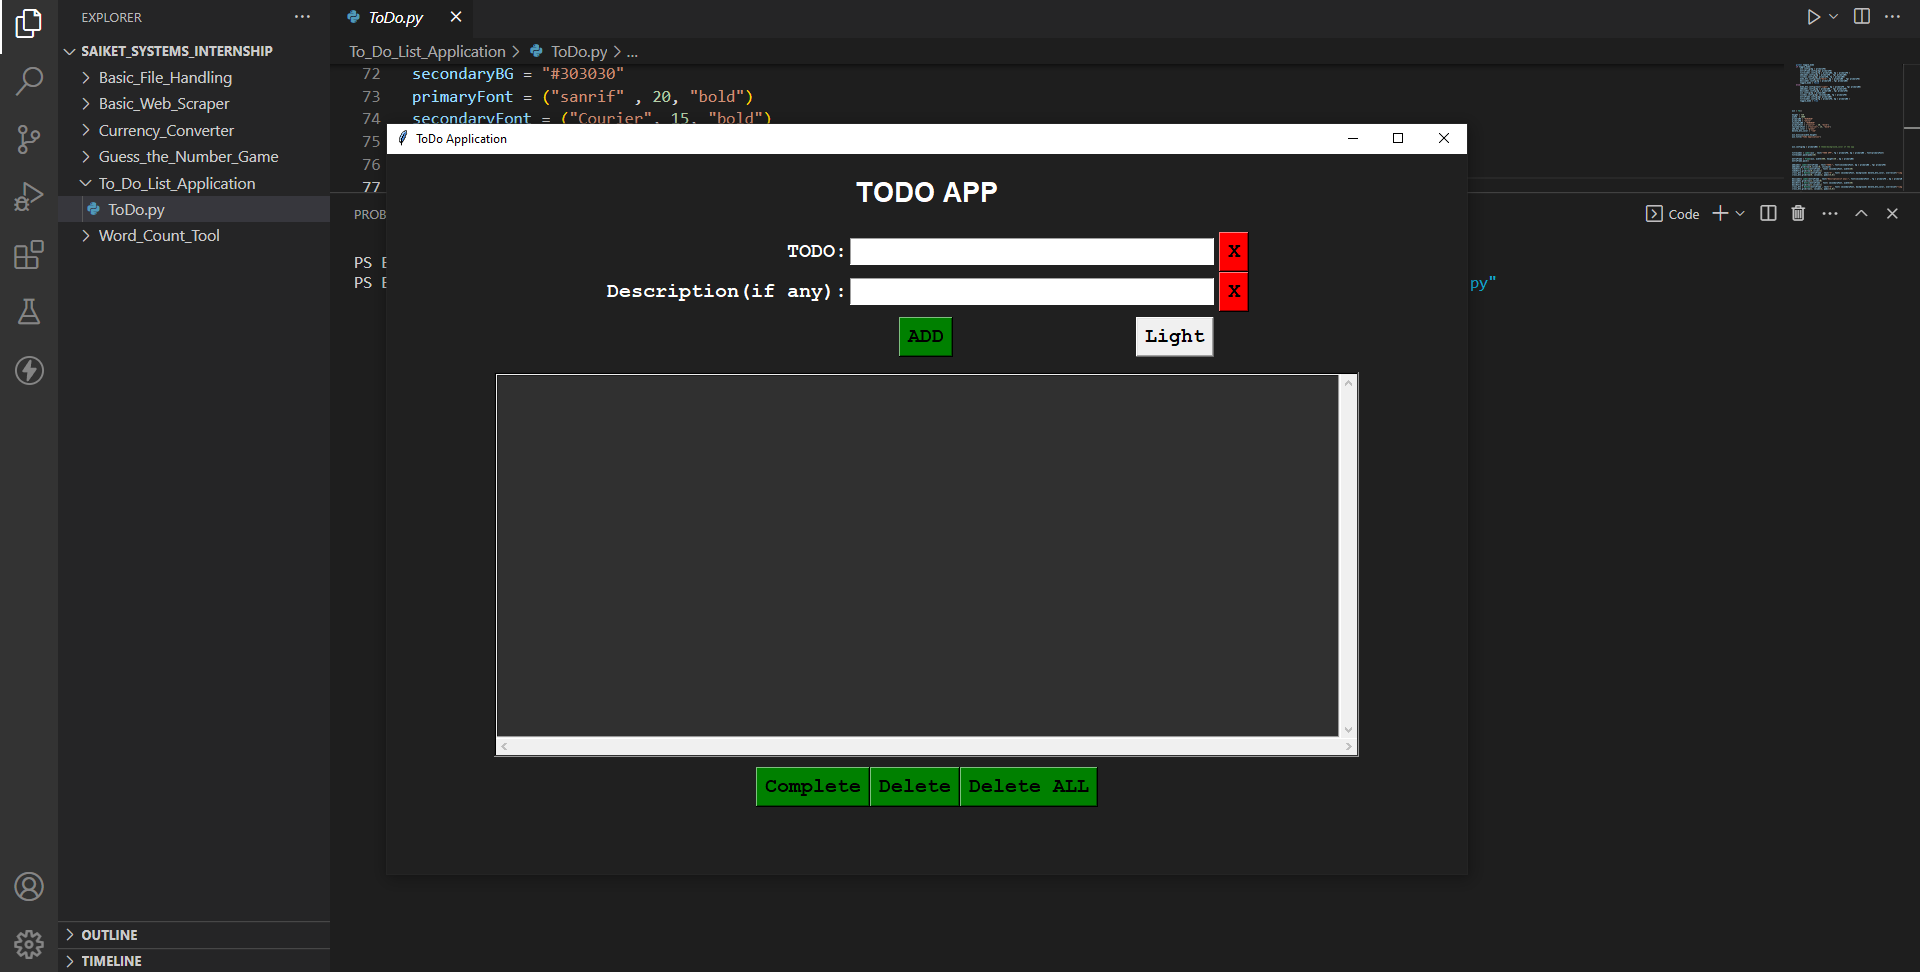 EXPLORER
SAIKET_SYSTEMS_INTERNSHIP
Basic_File_Handling
Basic_Web_Scraper
Currency_Converter
Guess_the_Number_Game
To_Do_List_Application
ToDo.py
Word_Count_Tool
OUTLINE
TIMELINE
ToDo.py
To_Do_List_Application > ToDo.py > ...
72 secondaryBG = "#303030"
73 primaryFont = ("sanrif" , 20, "bold")
74 secondaryFont = ("Courier", 15, "bold")
75
76
77
PROB
Code
PS E
PS E
py"
ToDo Application
TODO APP
TODO: X
Description(if any): X
ADD Light
Complete Delete Delete ALL